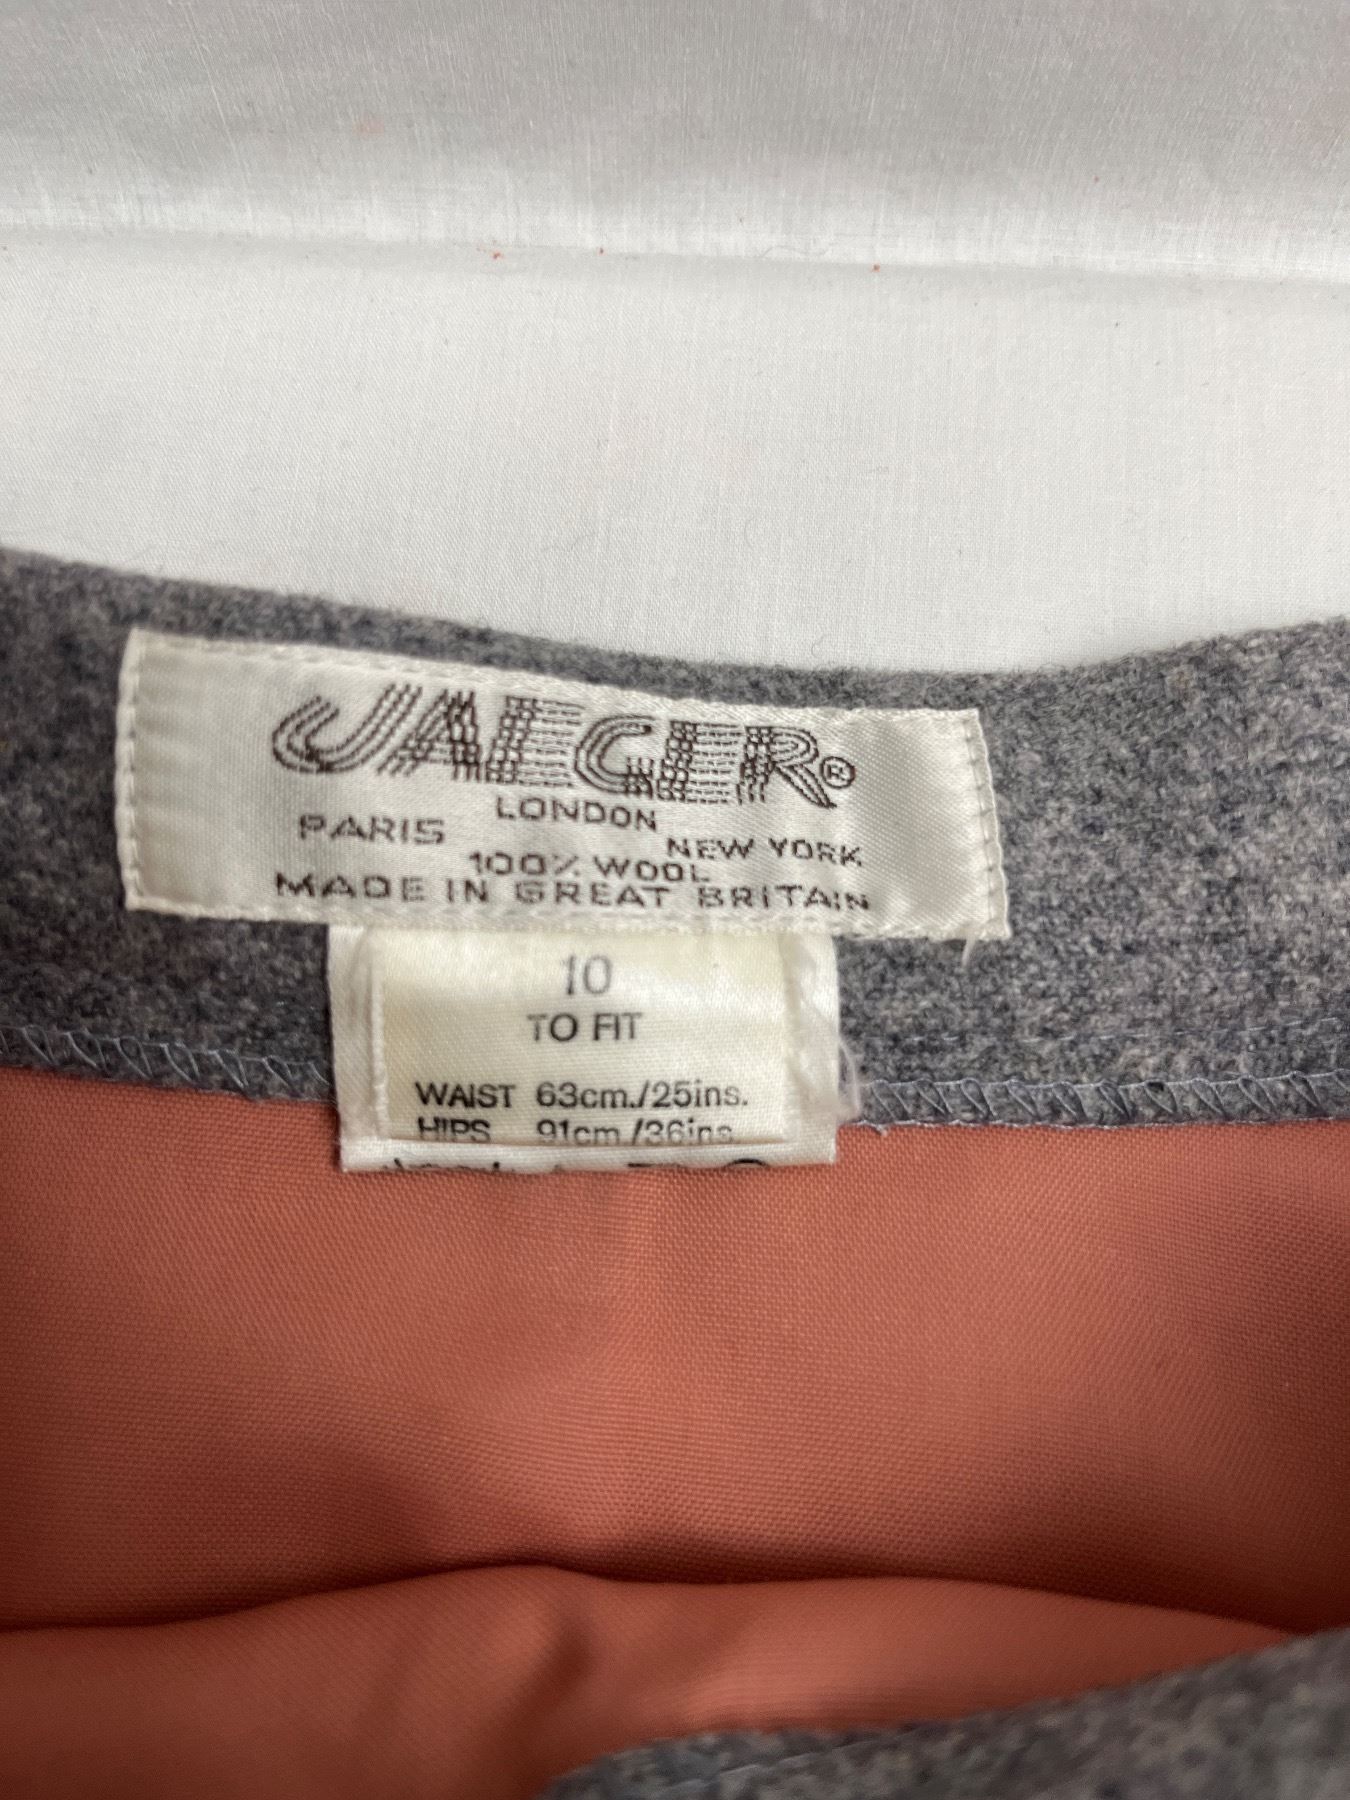 JAEGER®
LONDON
PARIS NEW YORK
100% WOOL
MADE IN GREAT BRITAIN
10
TO FIT
WAIST 63cm./25ins.
HIPS 91cm./36ins.